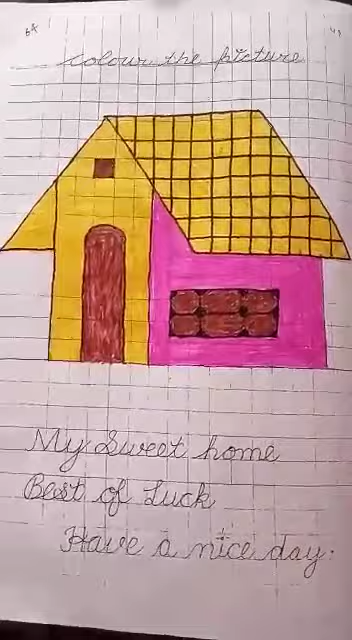 colour the picture
My Sweet home
Best of Luck
Have a nice day.